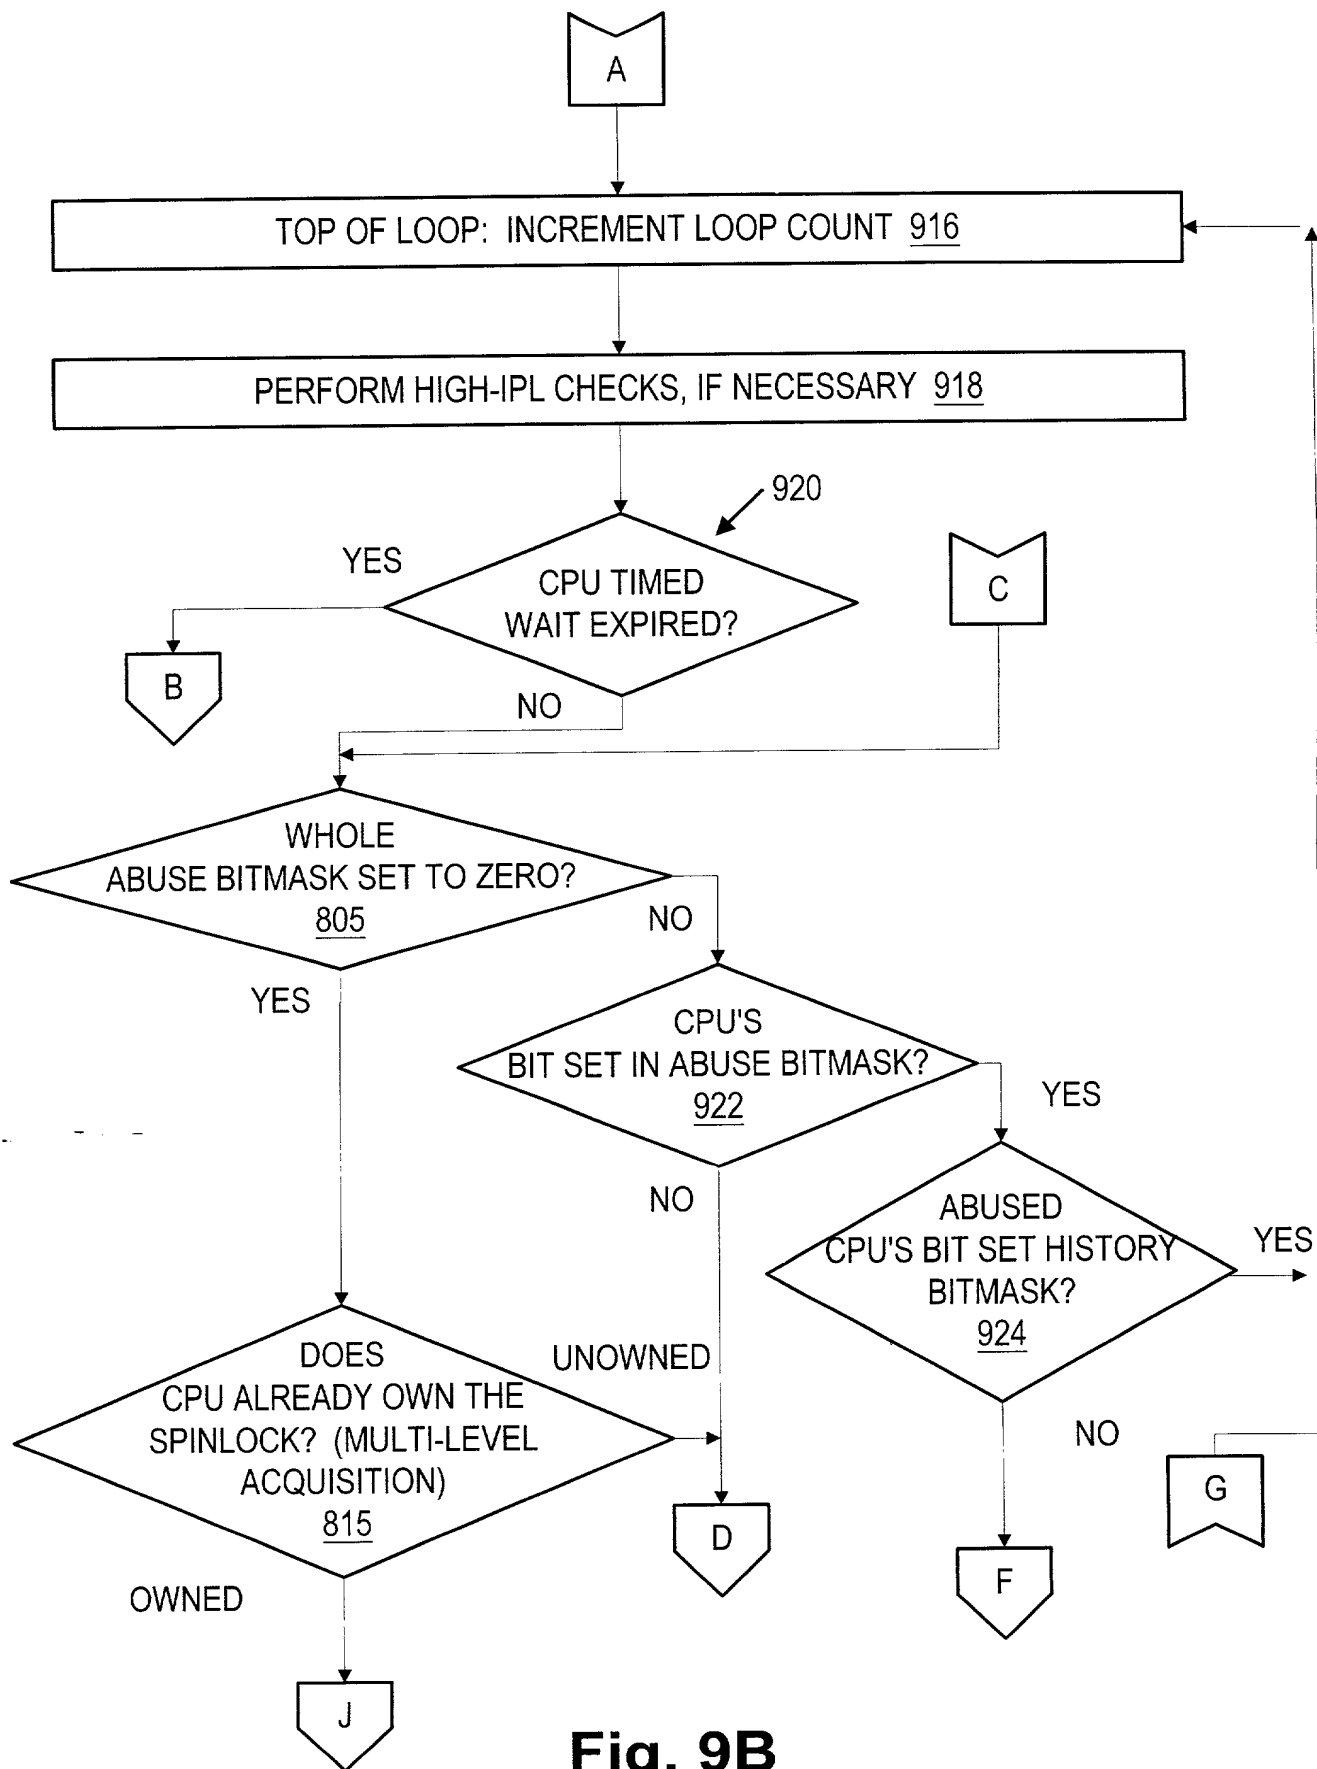 A
TOP OF LOOP: INCREMENT LOOP COUNT 916
PERFORM HIGH-IPL CHECKS, IF NECESSARY 918
920
YES
CPU TIMED
WAIT EXPIRED?
C
B
NO
WHOLE
ABUSE BITMASK SET TO ZERO?
805
NO
YES
CPU'S
BIT SET IN ABUSE BITMASK?
922
YES
NO
ABUSED
CPU'S BIT SET HISTORY
BITMASK?
924
YES
DOES
CPU ALREADY OWN THE
SPINLOCK? (MULTI-LEVEL
ACQUISITION)
815
UNOWNED
NO
G
D
F
OWNED
J
Fig. 9B